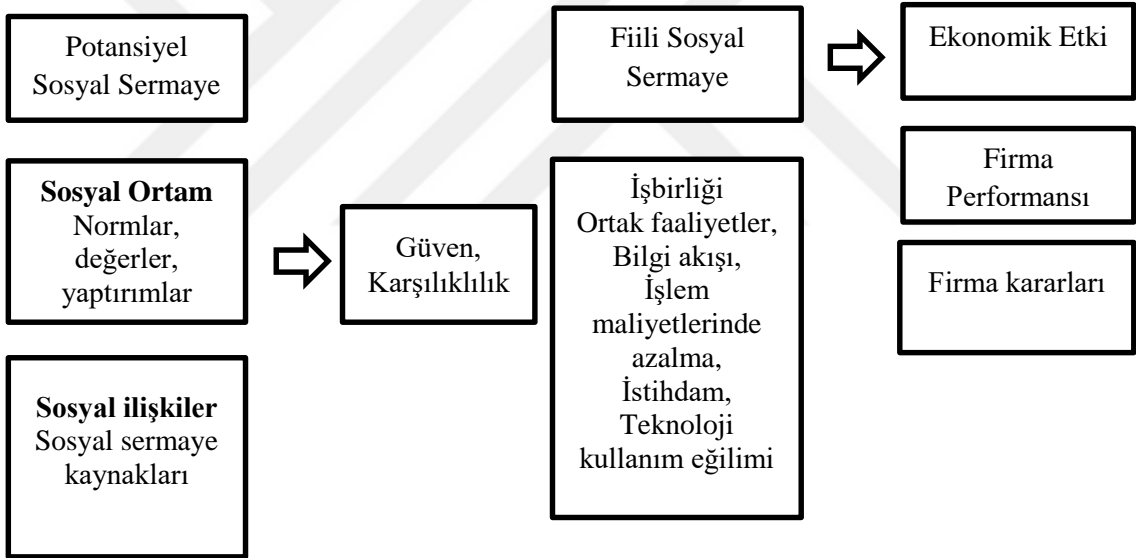 Potansiyel
Sosyal Sermaye
Sosyal Ortam
Normlar,
değerler,
yaptırımlar
Sosyal ilişkiler
Sosyal sermaye
kaynakları
Güven,
Karşılıklılık
Fiili Sosyal
Sermaye
İşbirliği
Ortak faaliyetler,
Bilgi akışı,
İşlem
maliyetlerinde
azalma,
İstihdam,
Teknoloji
kullanım eğilimi
Ekonomik Etki
Firma
Performansı
Firma kararları